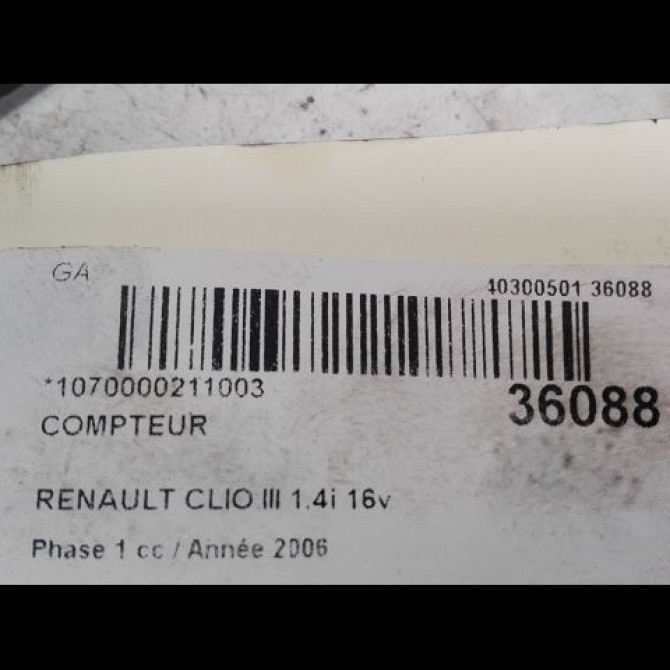 GA
40300501 36088
*1070000211003
36088
COMPTEUR
RENAULT CLIO III 1.4i 16v
Phase 1 cc / Année 2006